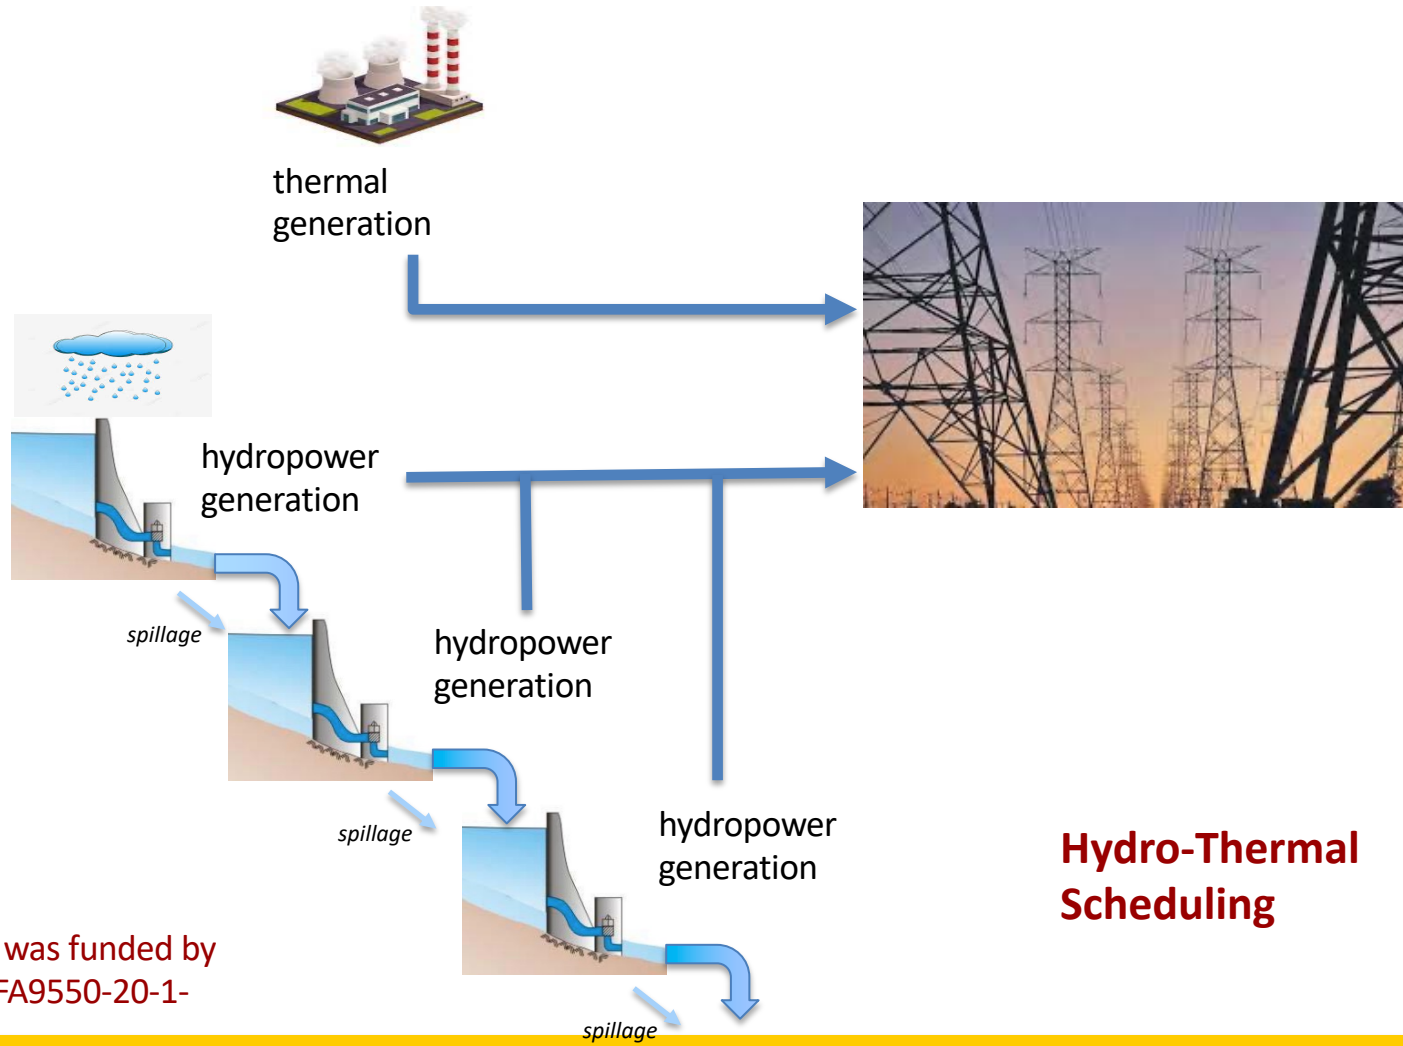 thermal
generation
hydropower
generation
spillage
hydropower
generation
spillage
hydropower
generation
Hydro-Thermal
Scheduling
was funded by
FA9550-20-1-
spillage